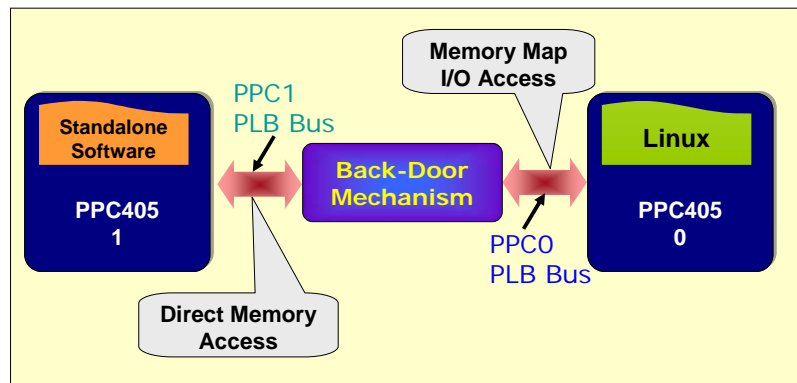 Memory Map
I/O Access
PPC1
PLB Bus
Standalone
Software
Linux
Back-Door
Mechanism
PPC405
1
PPC405
0
PPC0
PLB Bus
Direct Memory
Access